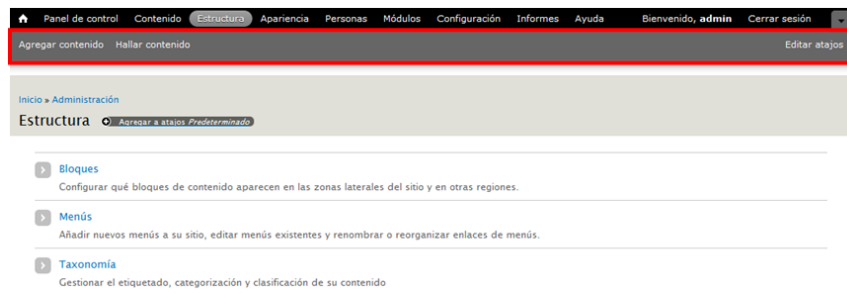 Panel de control Contenido Estructura Apariencia Personas Módulos Configuración Informes Ayuda Bienvenido, admin Cerrar sesión
Agregar contenido Hallar contenido Editar atajos
Inicio » Administración
Estructura Agregar a atajos Predeterminado
Bloques
Configurar qué bloques de contenido aparecen en las zonas laterales del sitio y en otras regiones.
Menús
Añadir nuevos menús a su sitio, editar menús existentes y renombrar o reorganizar enlaces de menús.
Taxonomía
Gestionar el etiquetado, categorización y clasificación de su contenido